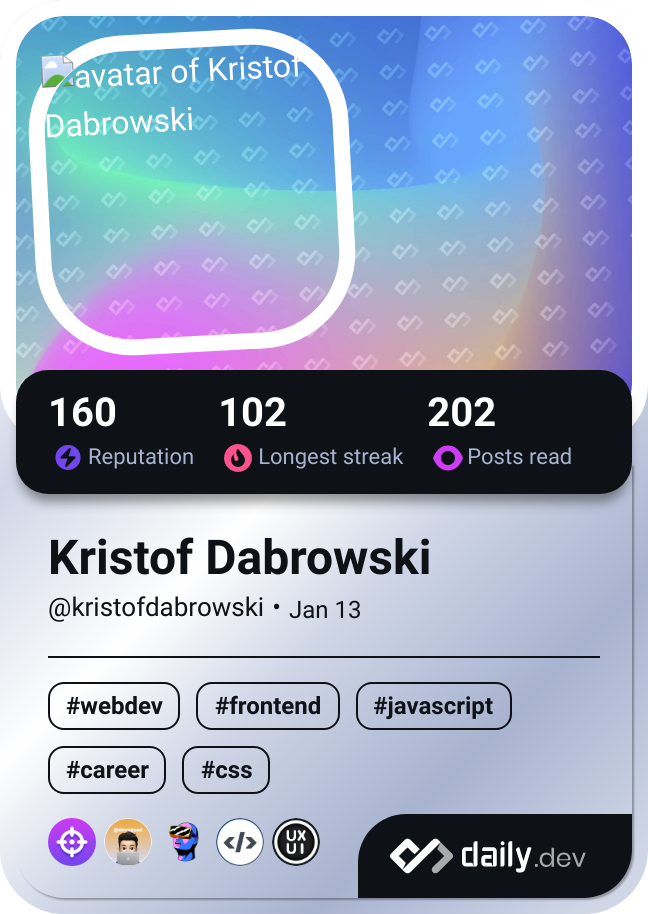 avatar of Kristof
Dabrowski
160 102 202
Reputation Longest streak Posts read
Kristof Dabrowski
@kristofdabrowski • Jan 13
#webdev #frontend #javascript
#career #css
</> UX
UI
daily.dev